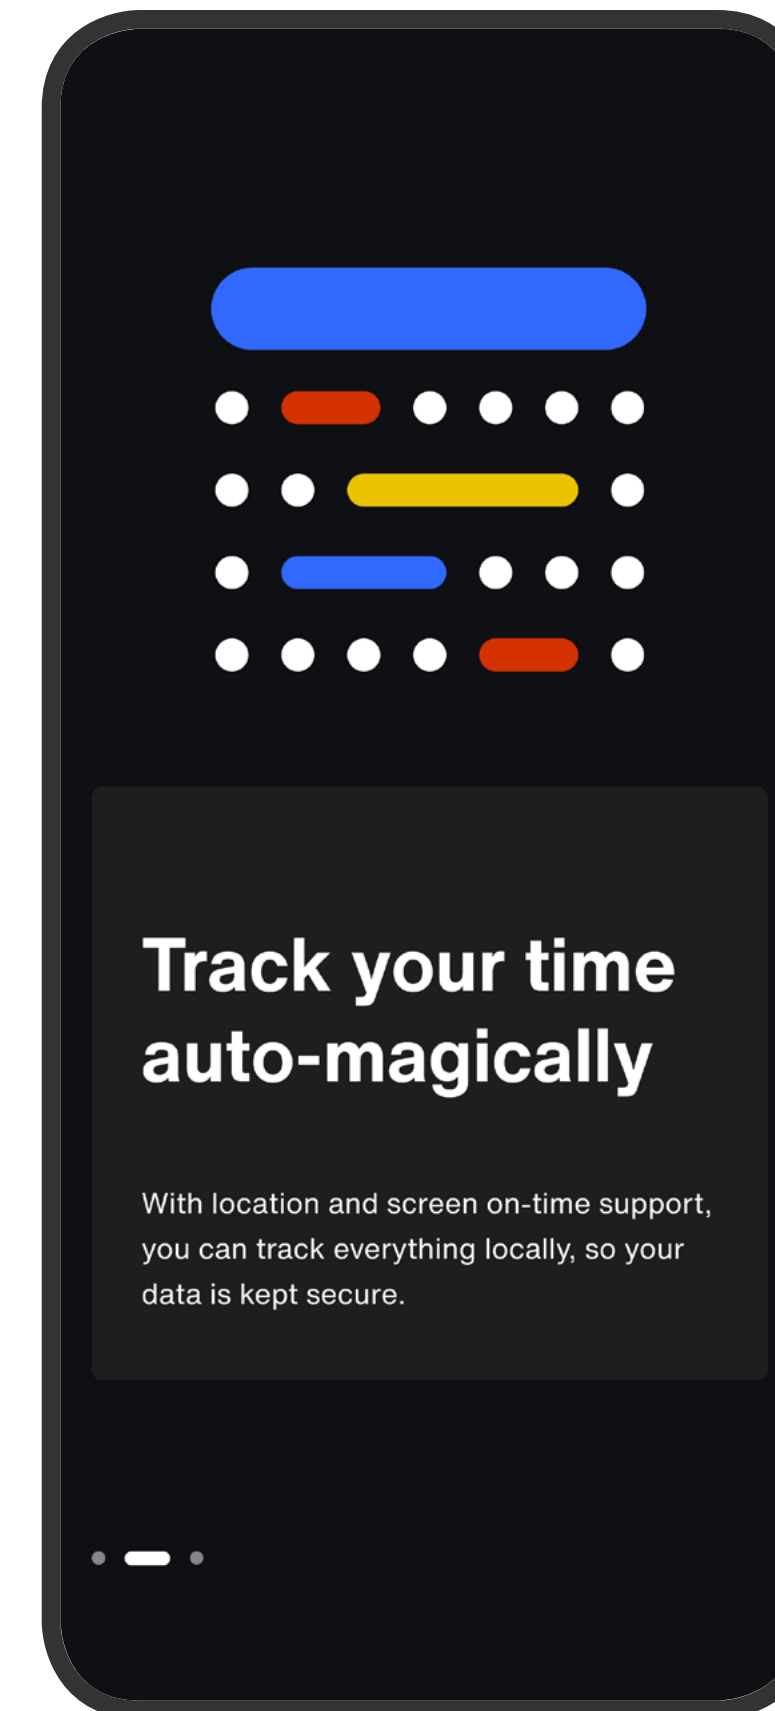 Track your time
auto-magically
With location and screen on-time support,
you can track everything locally, so your
data is kept secure.